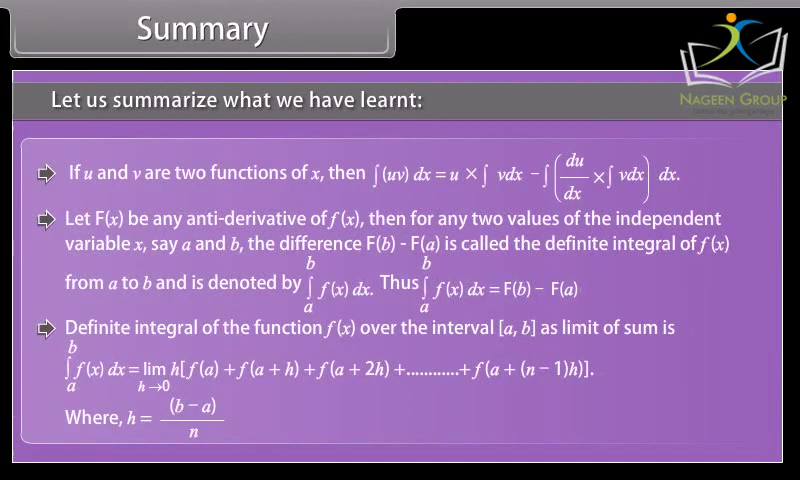 Summary
NAGEEN GROUP
Let us summarize what we have learnt:
If u and v are two functions of x, then ∫(uv) dx = u × ∫ vdx − ∫(du/dx × ∫ vdx) dx.
Let F(x) be any anti-derivative of f (x), then for any two values of the independent
variable x, say a and b, the difference F(b) - F(a) is called the definite integral of f (x)
from a to b and is denoted by ∫_a^b f (x) dx. Thus ∫_a^b f (x) dx = F(b) − F(a)
Definite integral of the function f (x) over the interval [a, b] as limit of sum is
∫_a^b f (x) dx = lim_{h→0} h[ f (a) + f (a + h) + f (a + 2h) +............+ f (a + (n − 1)h)].
Where, h = (b − a)/n